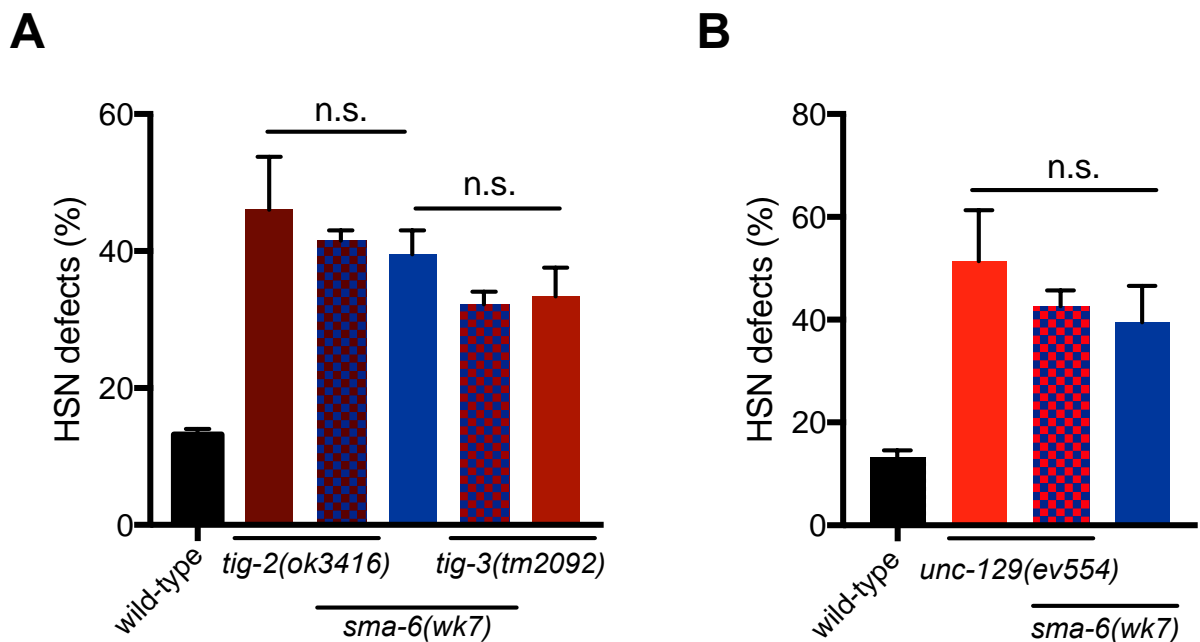 A
HSN defects (%)
60
40
20
0
n.s.
n.s.
wild-type
tig-2(ok3416)
tig-3(tm2092)
sma-6(wk7)
B
HSN defects (%)
80
60
40
20
0
n.s.
wild-type
unc-129(ev554)
sma-6(wk7)